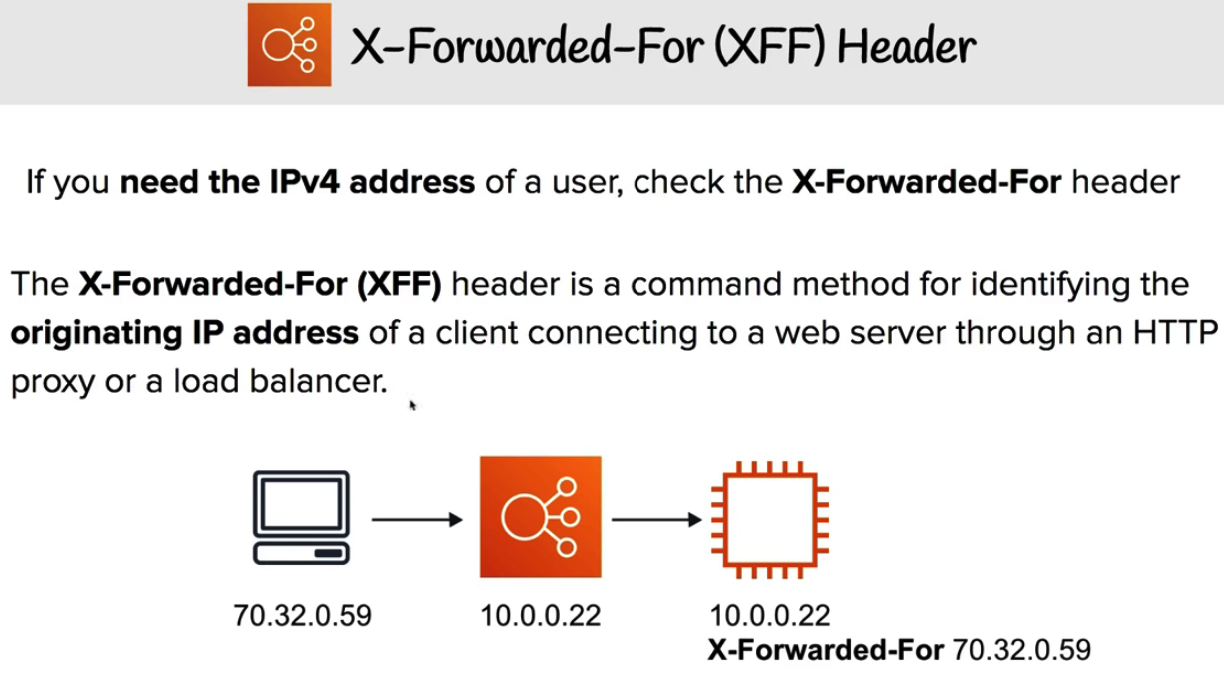 X-Forwarded-For (XFF) Header
If you need the IPv4 address of a user, check the X-Forwarded-For header
The X-Forwarded-For (XFF) header is a command method for identifying the
originating IP address of a client connecting to a web server through an HTTP
proxy or a load balancer.
70.32.0.59 10.0.0.22 10.0.0.22
X-Forwarded-For 70.32.0.59